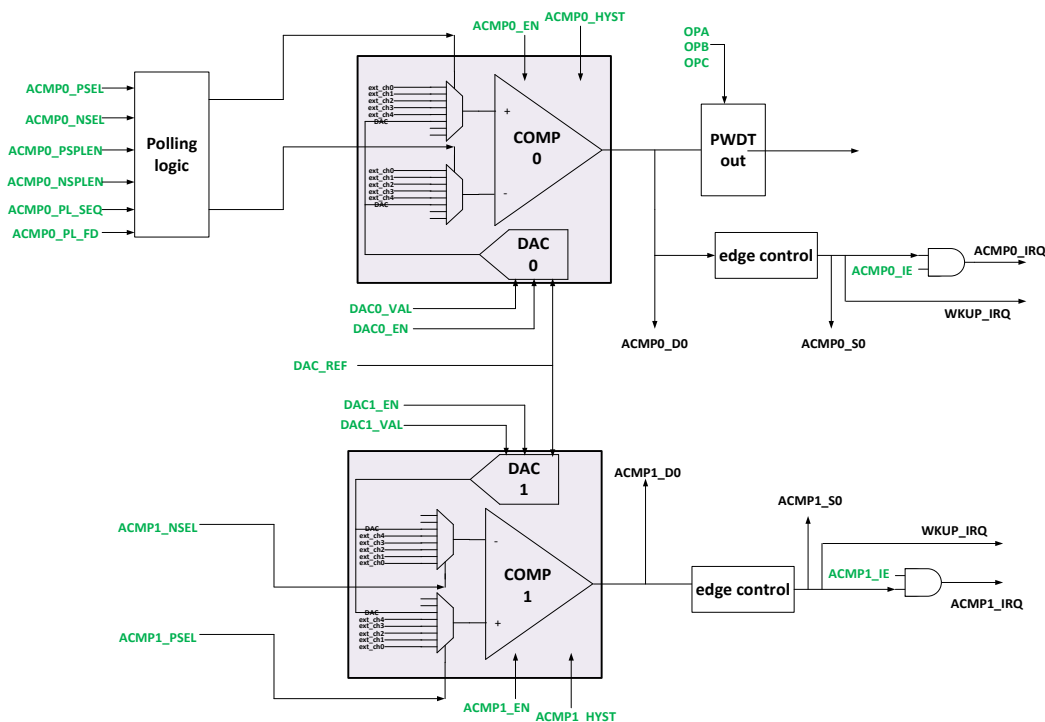 ACMP0_EN
ACMP0_HYST
OPA
OPB
OPC
ACMP0_PSEL
ACMP0_NSEL
ACMP0_PSPLEN
ACMP0_NSPLEN
ACMP0_PL_SEQ
ACMP0_PL_FD
Polling
logic
ext_ch0
ext_ch1
ext_ch2
ext_ch3
ext_ch4
DAC
+
COMP
0
ext_ch0
ext_ch1
ext_ch2
ext_ch3
ext_ch4
DAC
-
PWDT
out
DAC
0
edge control
ACMP0_IE
ACMP0_IRQ
WKUP_IRQ
DAC0_VAL
DAC0_EN
ACMP0_D0
ACMP0_S0
DAC_REF
DAC1_EN
DAC1_VAL
DAC
1
ACMP1_D0
ACMP1_S0
ACMP1_NSEL
DAC
ext_ch4
ext_ch3
ext_ch2
ext_ch1
ext_ch0
-
COMP
1
WKUP_IRQ
edge control
ACMP1_IE
ACMP1_IRQ
DAC
ext_ch4
ext_ch3
ext_ch2
ext_ch1
ext_ch0
+
ACMP1_PSEL
ACMP1_EN
ACMP1_HYST